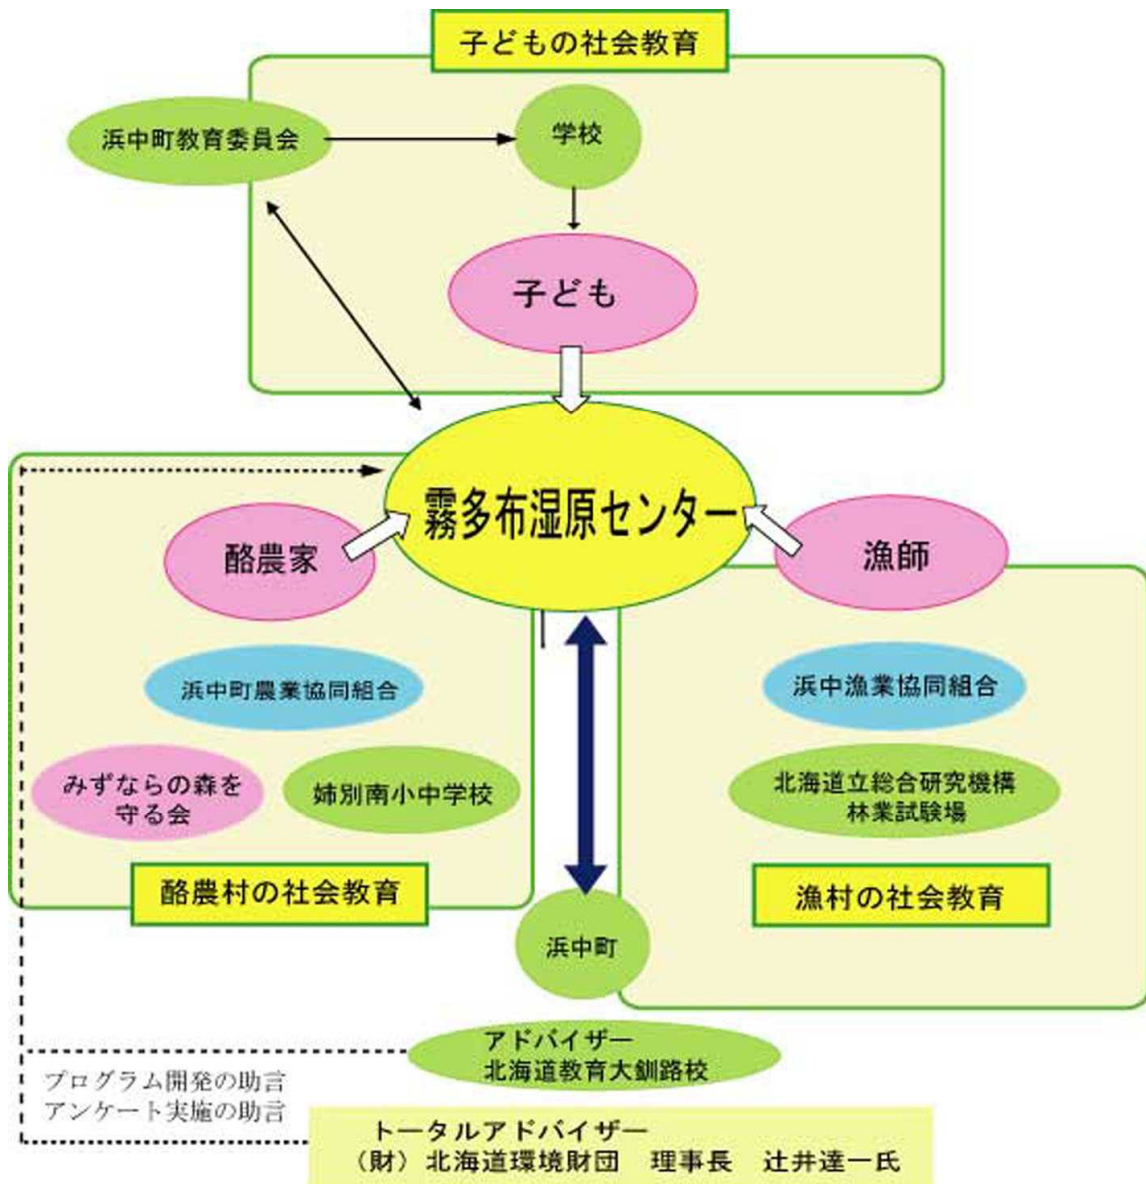 子どもの社会教育
浜中町教育委員会
学校
子ども
霧多布湿原センター
酪農家
漁師
浜中町農業協同組合
浜中漁業協同組合
みずならの森を
守る会
姉別南小中学校
北海道立総合研究機構
林業試験場
酪農村の社会教育
漁村の社会教育
浜中町
アドバイザー
北海道教育大釧路校
プログラム開発の助言
アンケート実施の助言
トータルアドバイザー
（財）北海道環境財団　理事長　辻井達一氏